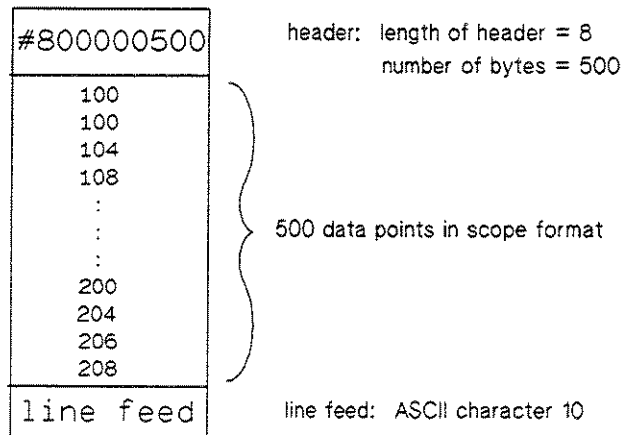 #800000500
header: length of header = 8
number of bytes = 500
100
100
104
108
:
:
:
500 data points in scope format
200
204
206
208
line feed
line feed: ASCII character 10